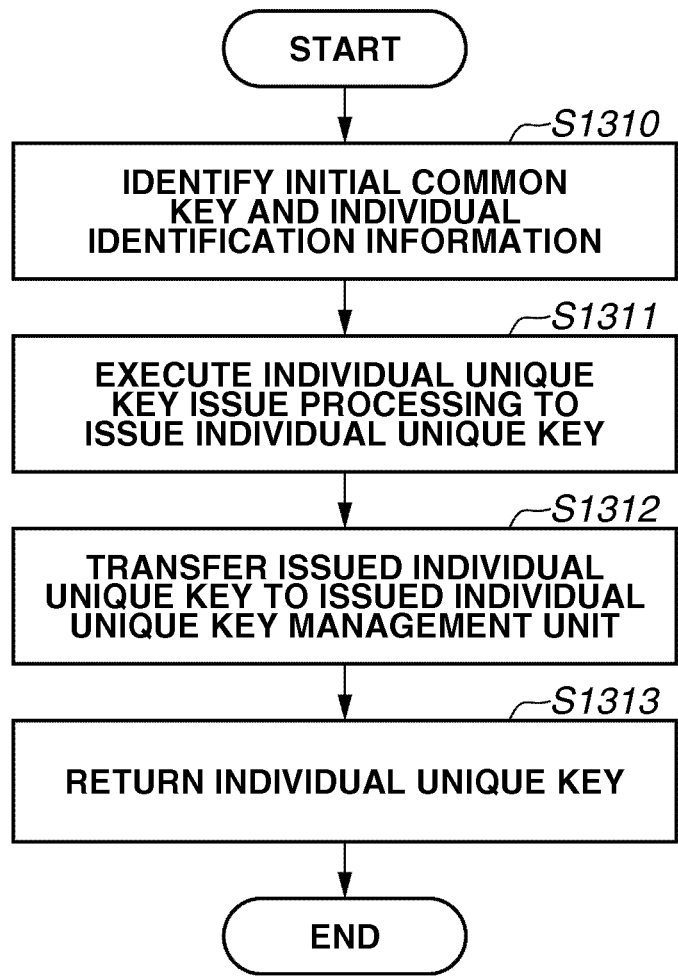 START
S1310
IDENTIFY INITIAL COMMON
KEY AND INDIVIDUAL
IDENTIFICATION INFORMATION
S1311
EXECUTE INDIVIDUAL UNIQUE
KEY ISSUE PROCESSING TO
ISSUE INDIVIDUAL UNIQUE KEY
S1312
TRANSFER ISSUED INDIVIDUAL
UNIQUE KEY TO ISSUED INDIVIDUAL
UNIQUE KEY MANAGEMENT UNIT
S1313
RETURN INDIVIDUAL UNIQUE KEY
END